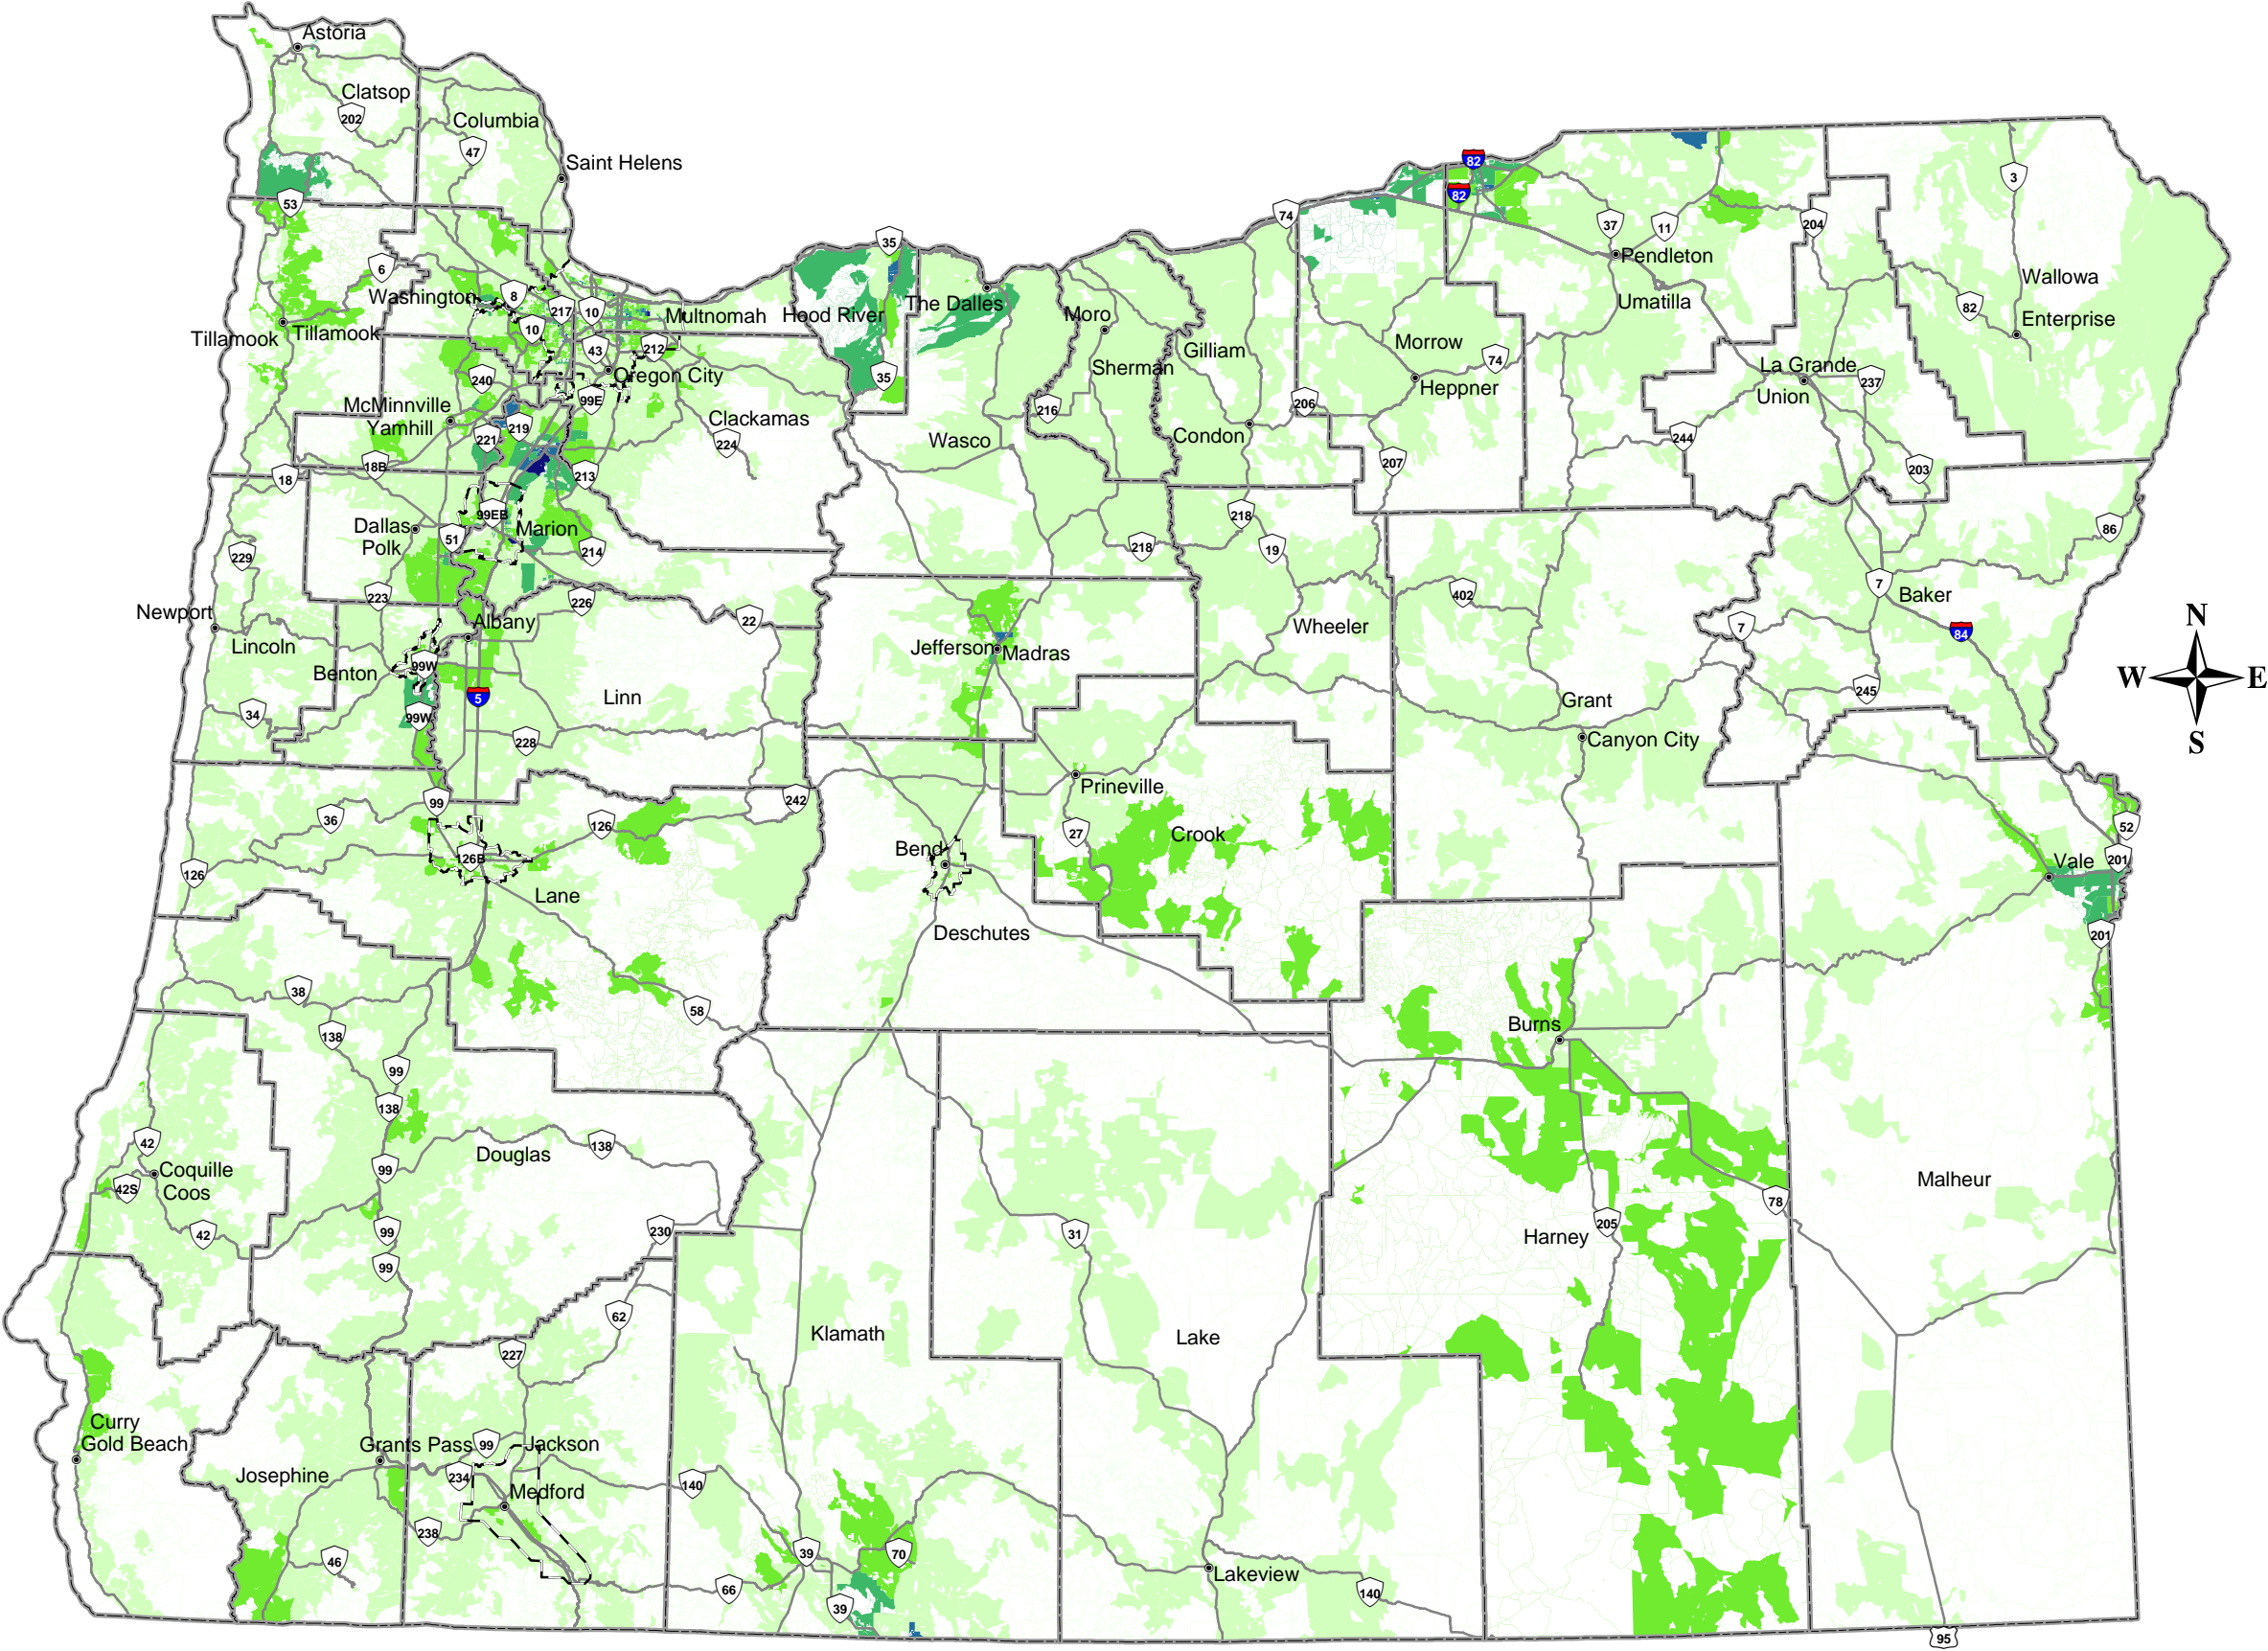 Astoria
Clatsop
202
Columbia
47
Saint Helens
82
82
3
53
74
35
37
11
204
Pendleton
6
Washington
8
217
10
10
Multnomah
Hood River
The Dalles
Moro
Umatilla
Wallowa
82
Enterprise
Tillamook
Tillamook
43
212
Gilliam
Morrow
74
La Grande
Sherman
Oregon City
35
240
237
Heppner
Union
99E
McMinnville
Yamhill
219
221
Clackamas
224
216
206
Wasco
Condon
244
18B
18
213
207
203
99EB
Marion
Dallas
Polk
51
214
218
218
19
86
229
223
226
22
402
7
Baker
Newport
Albany
Lincoln
Wheeler
7
84
N
W
E
S
Benton
99W
Jefferson
Madras
5
Linn
34
99W
228
Grant
245
Canyon City
Prineville
99
242
36
126
27
Crook
52
126B
Bend
201
Vale
126
Lane
Deschutes
201
38
58
138
Burns
99
138
42
138
Douglas
99
Coquille
42S
Coos
Malheur
78
42
99
230
31
205
Harney
99
62
227
Klamath
Lake
Curry
Gold Beach
Grants Pass
99
Jackson
Josephine
234
140
Medford
238
46
39
70
66
39
Lakeview
140
95